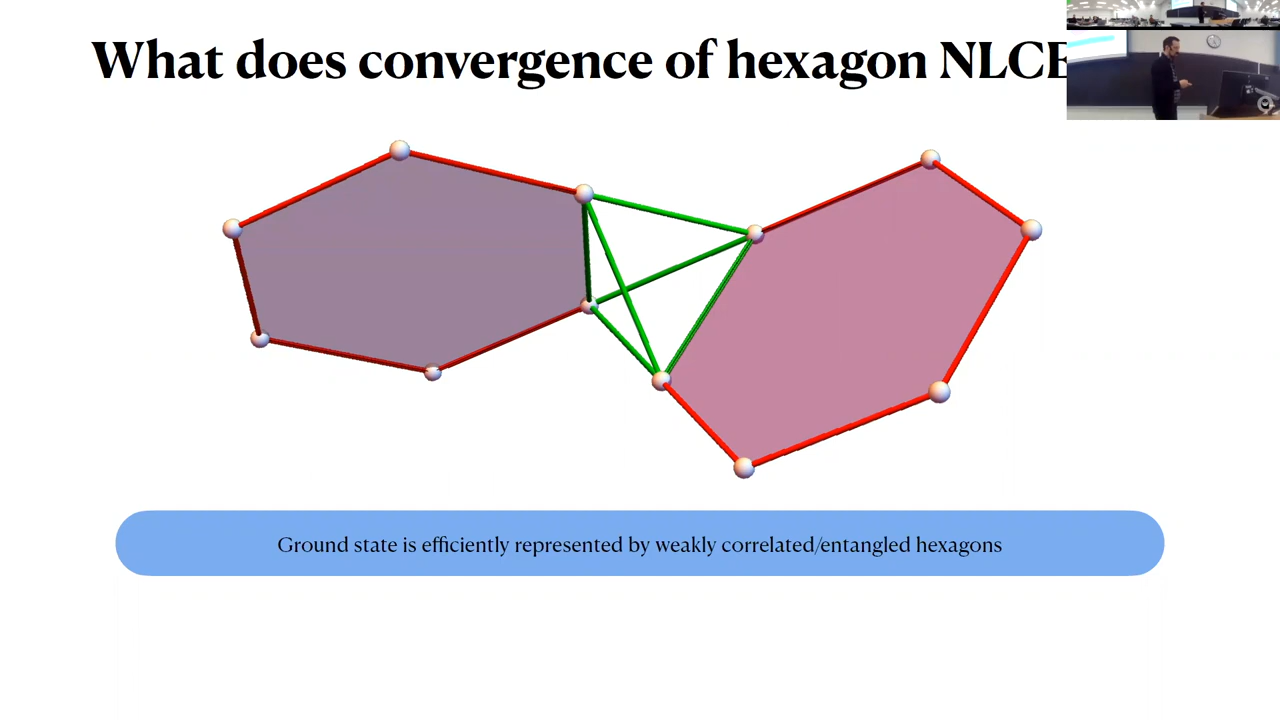 What does convergence of hexagon NLCE
Ground state is efficiently represented by weakly correlated/entangled hexagons